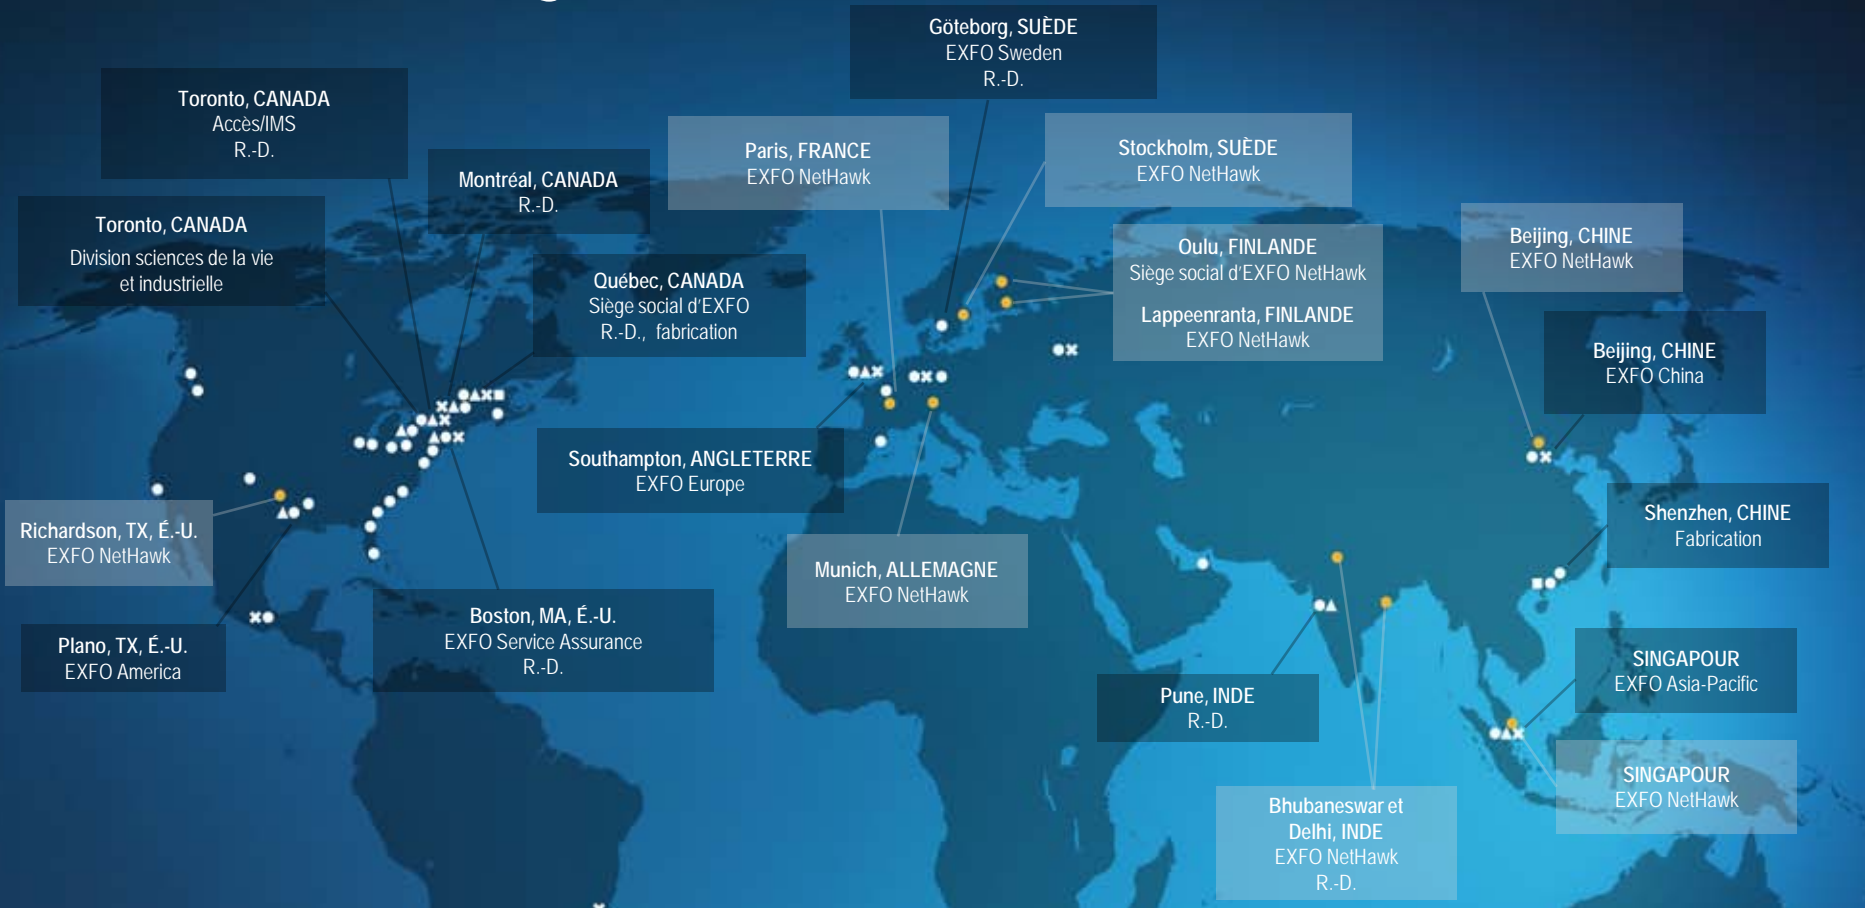 Göteborg, SUÈDE
EXFO Sweden
R.-D.
Toronto, CANADA
Accès/IMS
R.-D.
Paris, FRANCE
EXFO NetHawk
Stockholm, SUÈDE
EXFO NetHawk
Montréal, CANADA
R.-D.
Toronto, CANADA
Division sciences de la vie
et industrielle
Oulu, FINLANDE
Siège social d'EXFO NetHawk
Lappeenranta, FINLANDE
EXFO NetHawk
Beijing, CHINE
EXFO NetHawk
Québec, CANADA
Siège social d'EXFO
R.-D., fabrication
Beijing, CHINE
EXFO China
Southampton, ANGLETERRE
EXFO Europe
Richardson, TX, É.-U.
EXFO NetHawk
Shenzhen, CHINE
Fabrication
Munich, ALLEMAGNE
EXFO NetHawk
Boston, MA, É.-U.
EXFO Service Assurance
R.-D.
Plano, TX, É.-U.
EXFO America
SINGAPOUR
EXFO Asia-Pacific
Pune, INDE
R.-D.
SINGAPOUR
EXFO NetHawk
Bhubaneswar et
Delhi, INDE
EXFO NetHawk
R.-D.